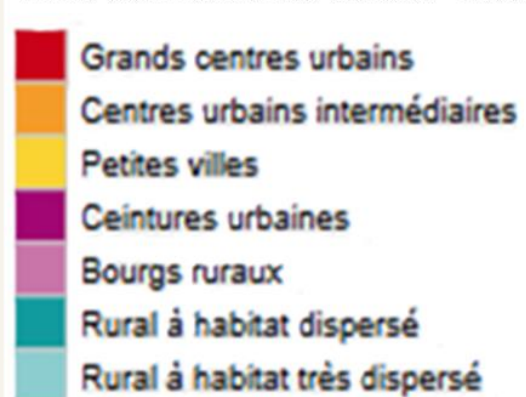 Grands centres urbains
Centres urbains intermédiaires
Petites villes
Ceintures urbaines
Bourgs ruraux
Rural à habitat dispersé
Rural à habitat très dispersé